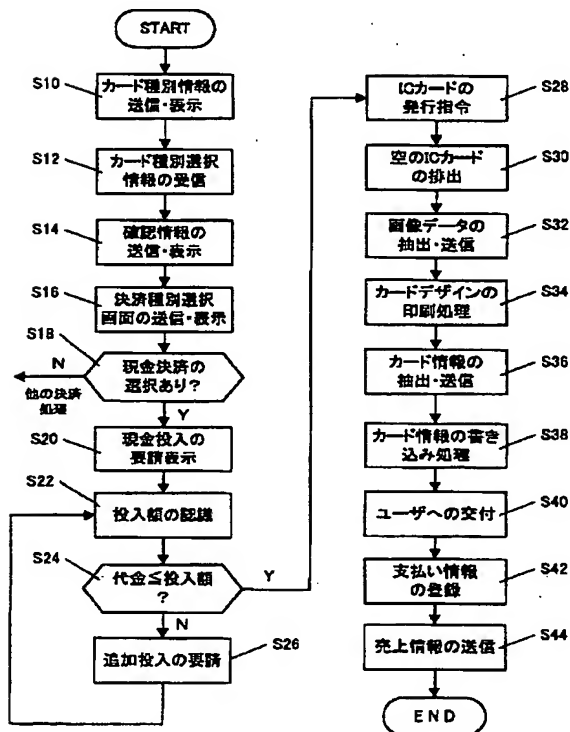 START
S10
カード種別情報の
送信・表示
S12
カード種別選択
情報の受信
S14
確認情報の
送信・表示
S16
決済種別選択
画面の送信・表示
S18
現金決済の
選択あり?
N
他の決済
処理
Y
S20
現金投入の
要請表示
S22
投入額の認識
S24
代金≦投入額
?
Y
N
S26
追加投入の要請
ICカードの
発行指令
S28
空のICカード
の排出
S30
画像データの
抽出・送信
S32
カードデザインの
印刷処理
S34
カード情報の
抽出・送信
S36
カード情報の書き
込み処理
S38
ユーザへの交付
S40
支払い情報
の登録
S42
売上情報の送信
S44
END